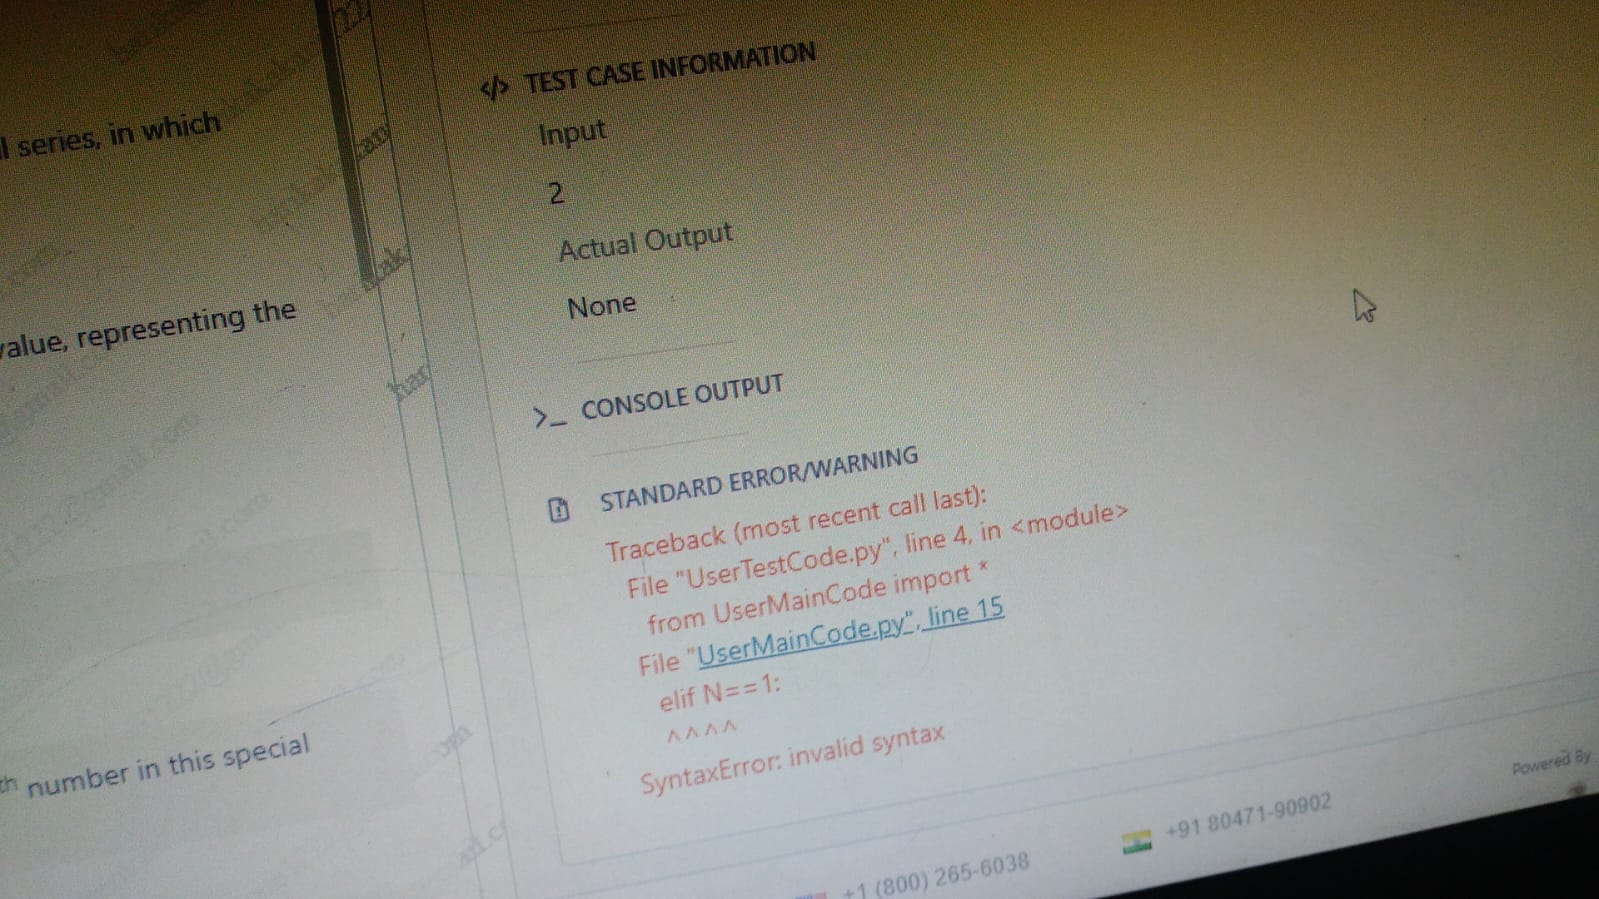 l series, in which
value, representing the
th number in this special
</> TEST CASE INFORMATION
Input
2
Actual Output
None
>_ CONSOLE OUTPUT
STANDARD ERROR/WARNING
Traceback (most recent call last):
File "UserTestCode.py", line 4, in <module>
from UserMainCode import *
File "UserMainCode.py", line 15
elif N==1:
^^^^
SyntaxError: invalid syntax
Powered By
+1 (800) 265-6038
+91 80471-90902